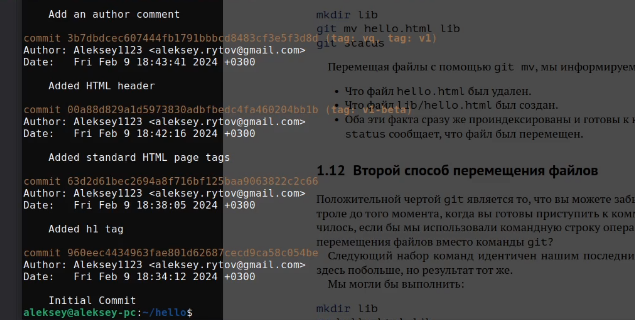 Add an author comment
commit 3b7dbdcec607444fb1791bbbcd8483cf3e5f3d8d (tag: v0, tag: v1)
Author: Aleksey1123 <aleksey.rytov@gmail.com>
Date: Fri Feb 9 18:43:41 2024 +0300
Added HTML header
commit 00a88d829a1d5973830adbfbedc4fa460204bb1b (tag: v1-beta)
Author: Aleksey1123 <aleksey.rytov@gmail.com>
Date: Fri Feb 9 18:42:16 2024 +0300
Added standard HTML page tags
commit 63d2d61bec2694a8f716bf125baa9063822c2c66
Author: Aleksey1123 <aleksey.rytov@gmail.com>
Date: Fri Feb 9 18:38:05 2024 +0300
Added h1 tag
commit 960eec4434963fae801d62687cecd9ca58c054be
Author: Aleksey1123 <aleksey.rytov@gmail.com>
Date: Fri Feb 9 18:34:12 2024 +0300
Initial Commit
aleksey@aleksey-pc:~/hello$
mkdir lib
git mv hello.html lib
git status
Перемещая файлы с помощью git mv, мы информируем
• Что файл hello.html был удален.
• Что файл lib/hello.html был создан.
• Оба эти факта сразу же проиндексированы и готовы к
status сообщает, что файл был перемещен.
1.12 Второй способ перемещения файлов
Положительной чертой git является то, что вы можете забы
троле до того момента, когда вы готовы приступить к комм
чилось, если бы мы использовали командную строку опера
перемещения файлов вместо команды git?
Следующий набор команд идентичен нашим последни
здесь побольше, но результат тот же.
Мы могли бы выполнить:
mkdir lib